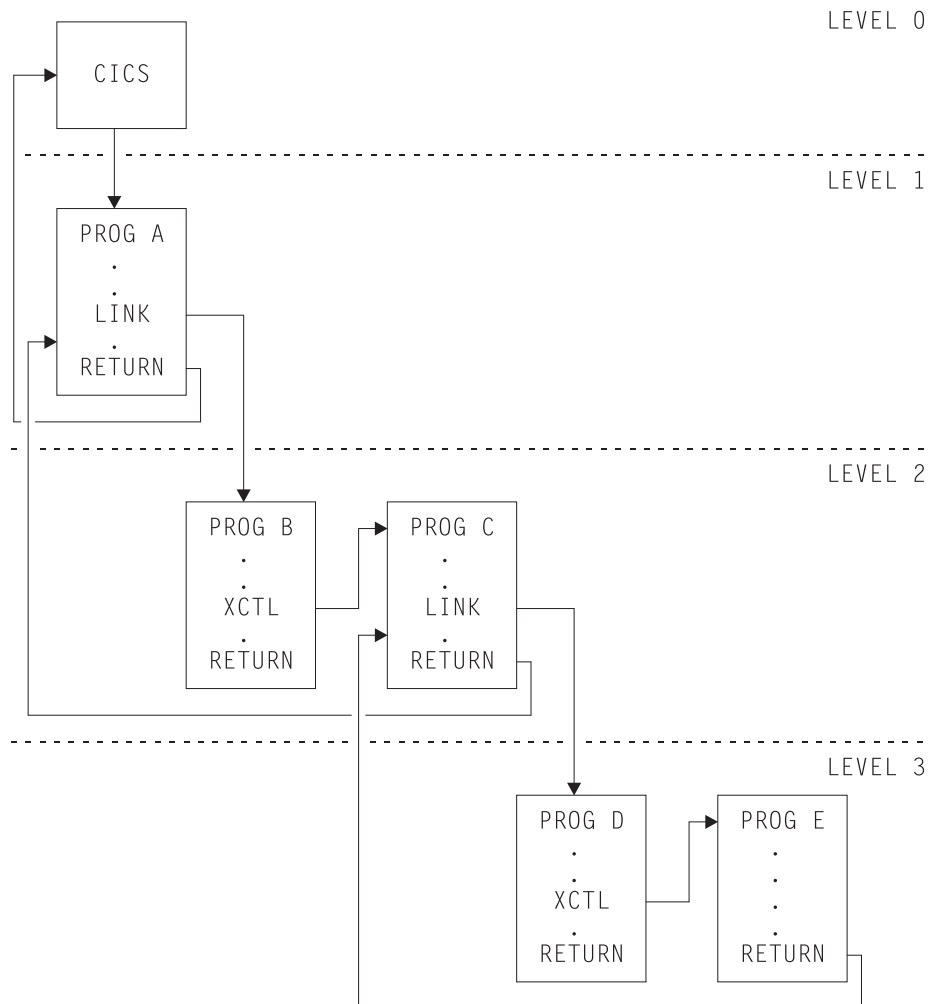 LEVEL 0
CICS
LEVEL 1
PROG A
.
.
LINK
.
RETURN
LEVEL 2
PROG B
.
.
XCTL
.
RETURN
PROG C
.
.
LINK
.
RETURN
LEVEL 3
PROG D
.
.
XCTL
.
RETURN
PROG E
.
.
.
.
RETURN